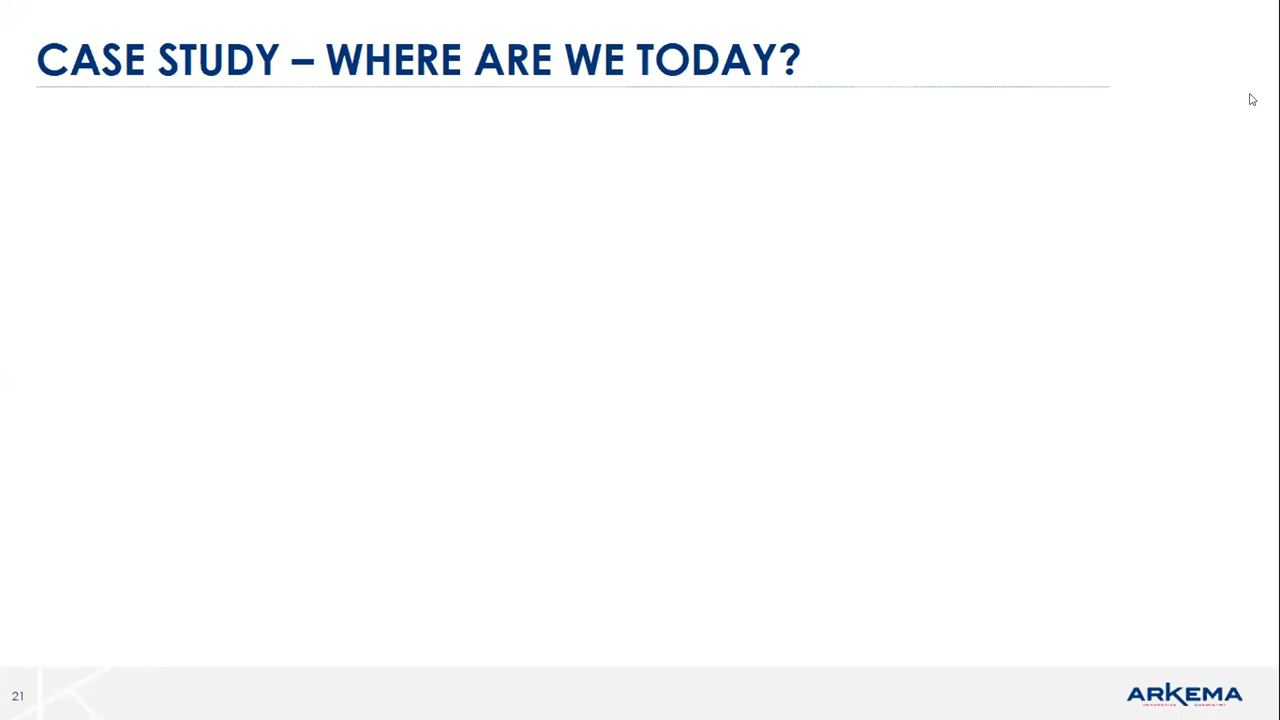 CASE STUDY – WHERE ARE WE TODAY?
21
ARKEMA